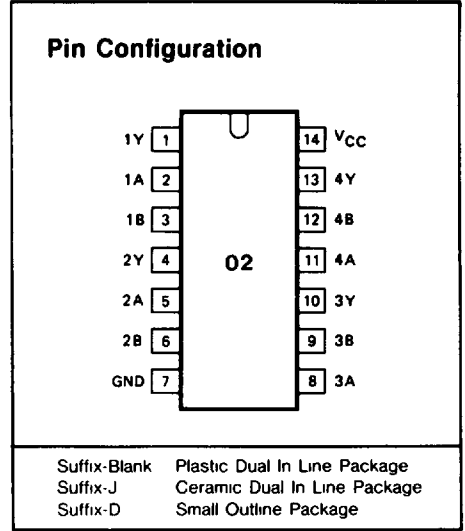 Pin Configuration
1Y 1 14 VCC
1A 2 13 4Y
1B 3 12 4B
2Y 4 02 11 4A
2A 5 10 3Y
2B 6 9 3B
GND 7 8 3A
Suffix-Blank Plastic Dual In Line Package
Suffix-J Ceramic Dual In Line Package
Suffix-D Small Outline Package